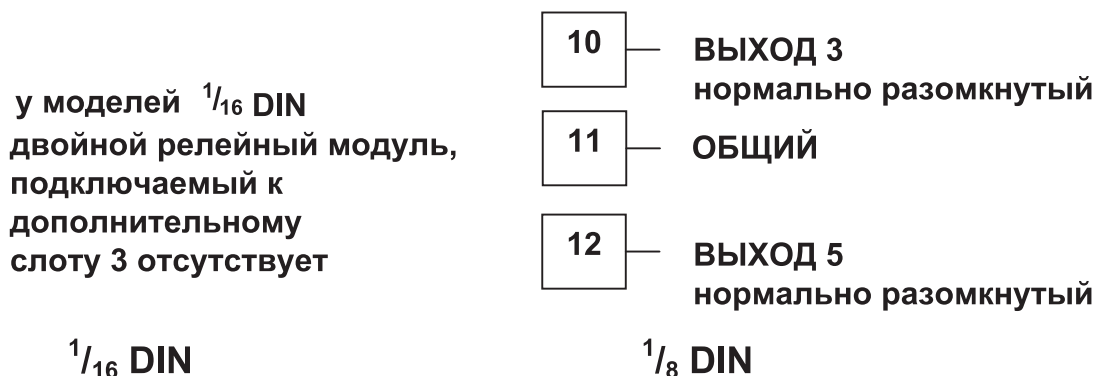 у моделей 1/16 DIN
двойной релейный модуль,
подключаемый к
дополнительному
слоту 3 отсутствует
1/16 DIN
10
ВЫХОД 3
нормально разомкнутый
11
ОБЩИЙ
12
ВЫХОД 5
нормально разомкнутый
1/8 DIN